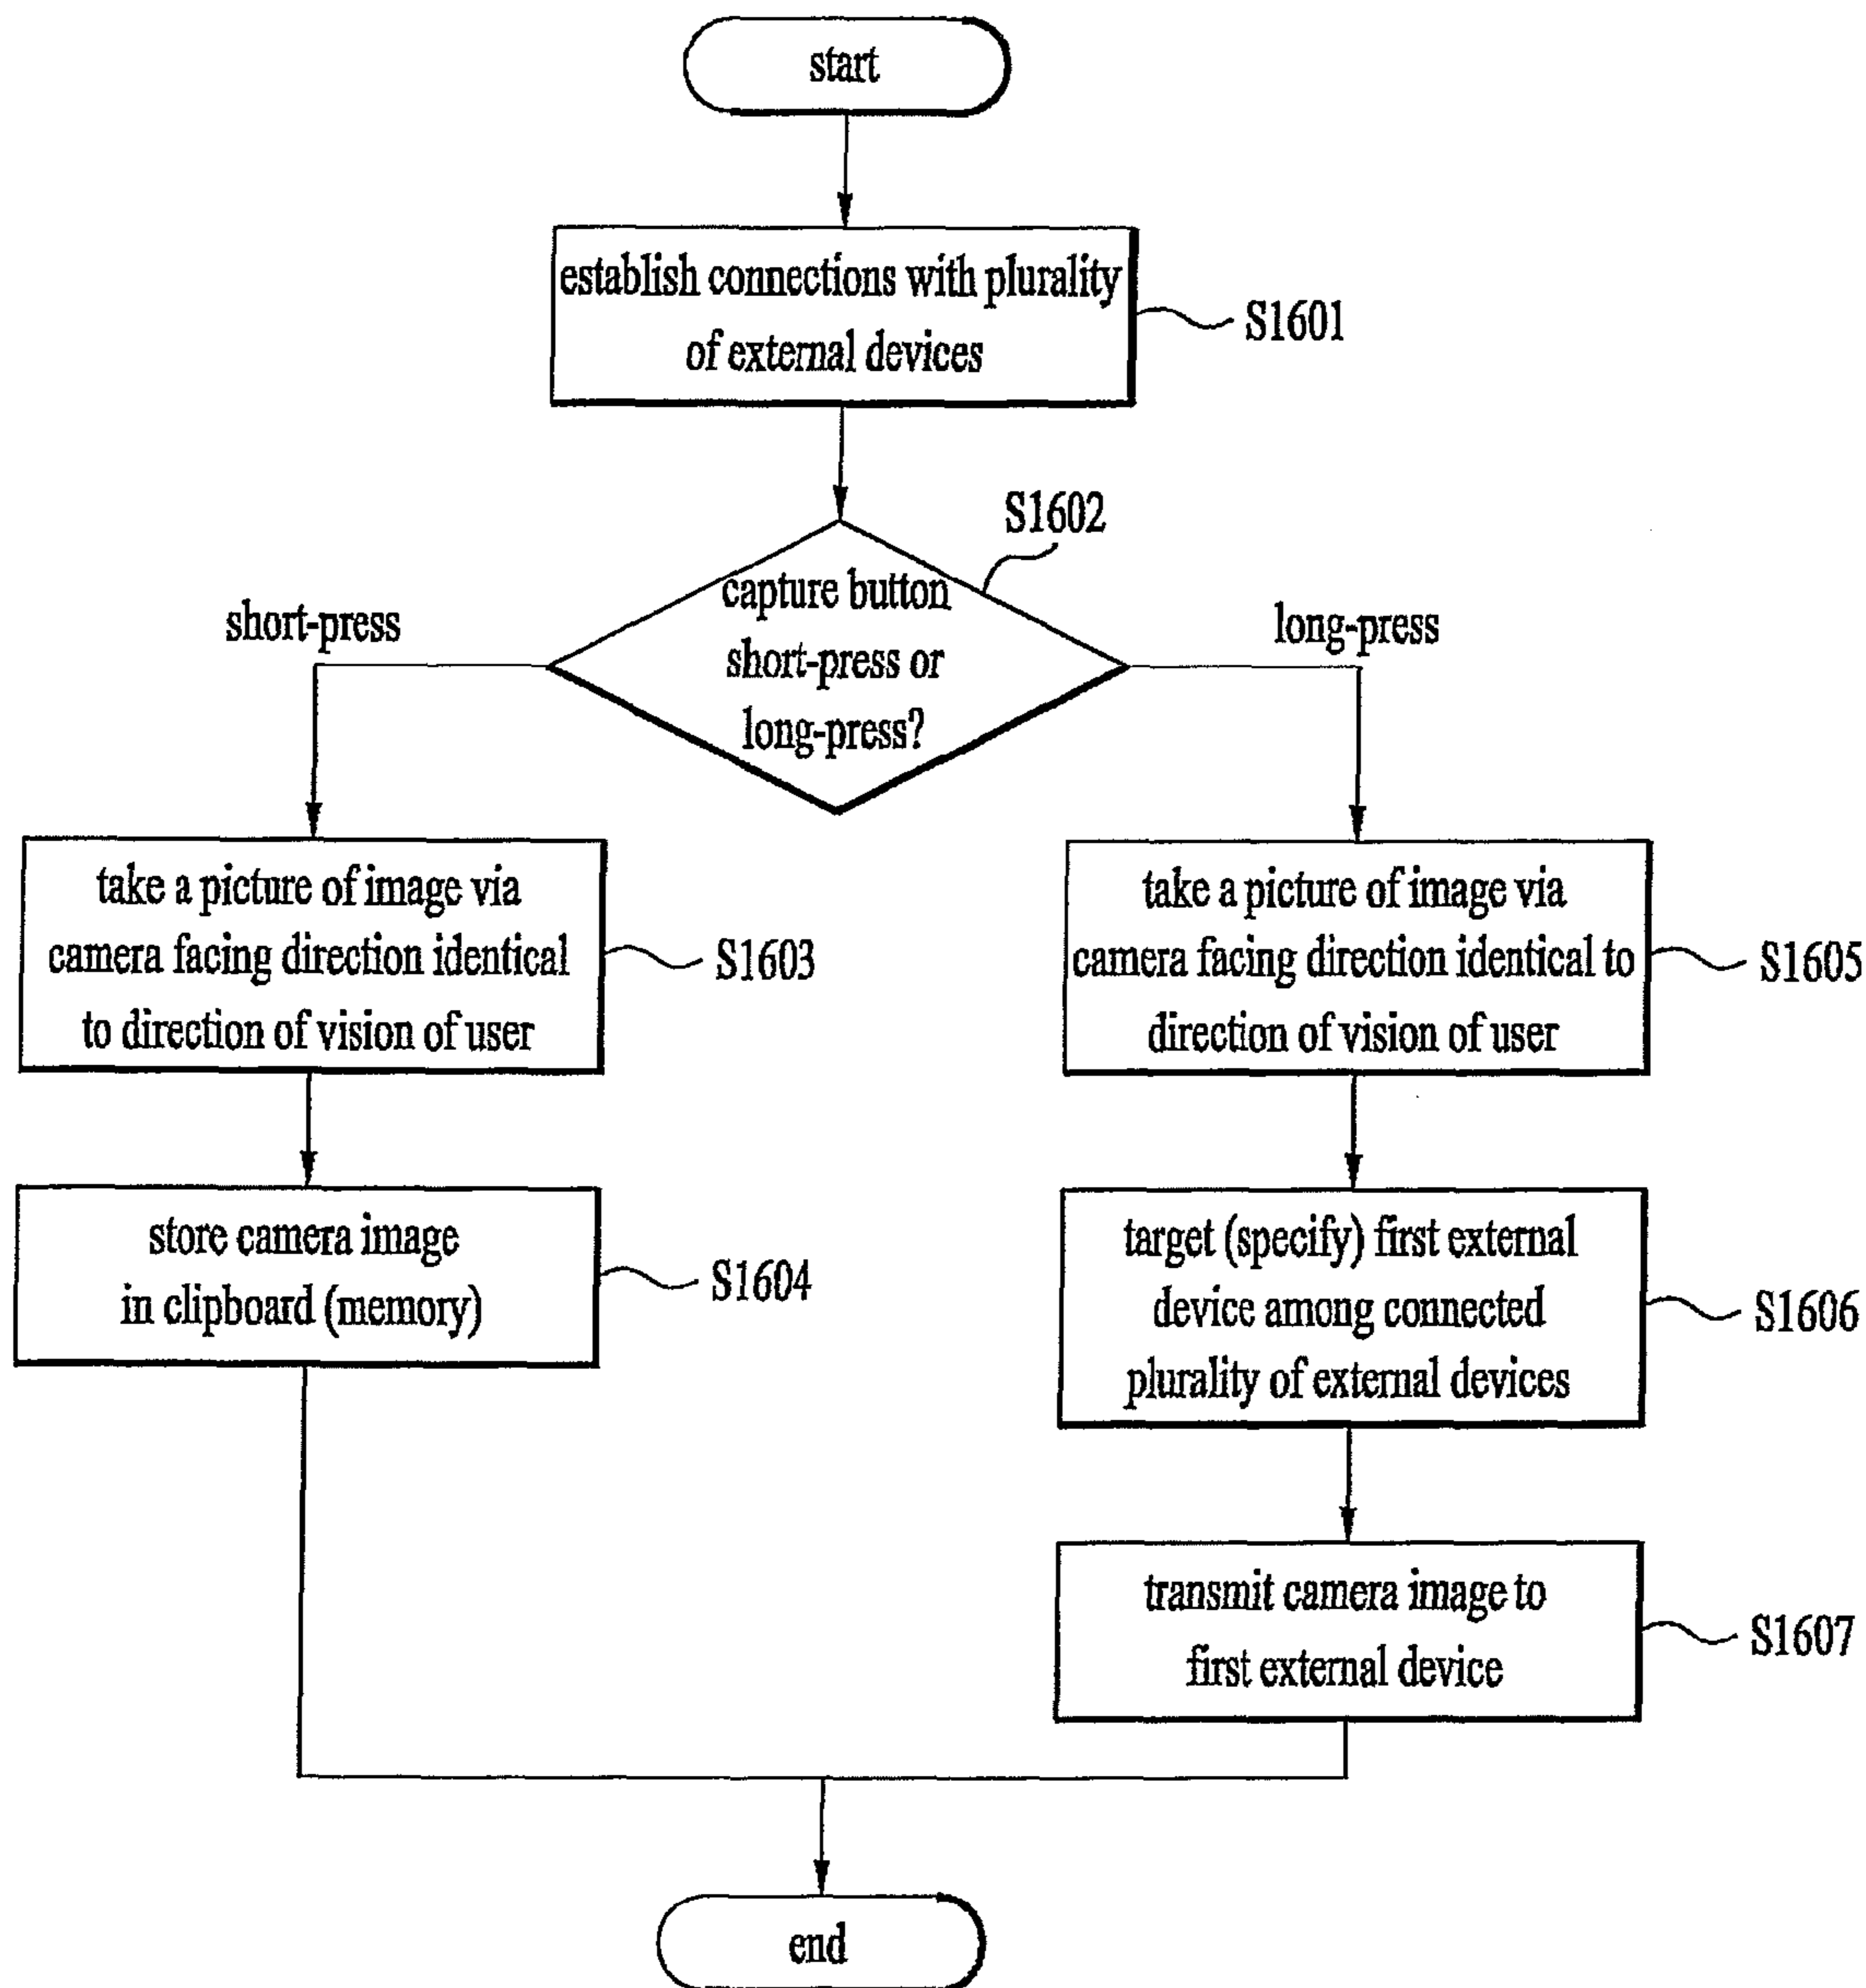 start
establish connections with plurality
of external devices
S1601
S1602
capture button
short-press or
long-press?
short-press
long-press
take a picture of image via
camera facing direction identical
to direction of vision of user
S1603
store camera image
in clipboard (memory)
S1604
take a picture of image via
camera facing direction identical to
direction of vision of user
S1605
target (specify) first external
device among connected
plurality of external devices
S1606
transmit camera image to
first external device
S1607
end